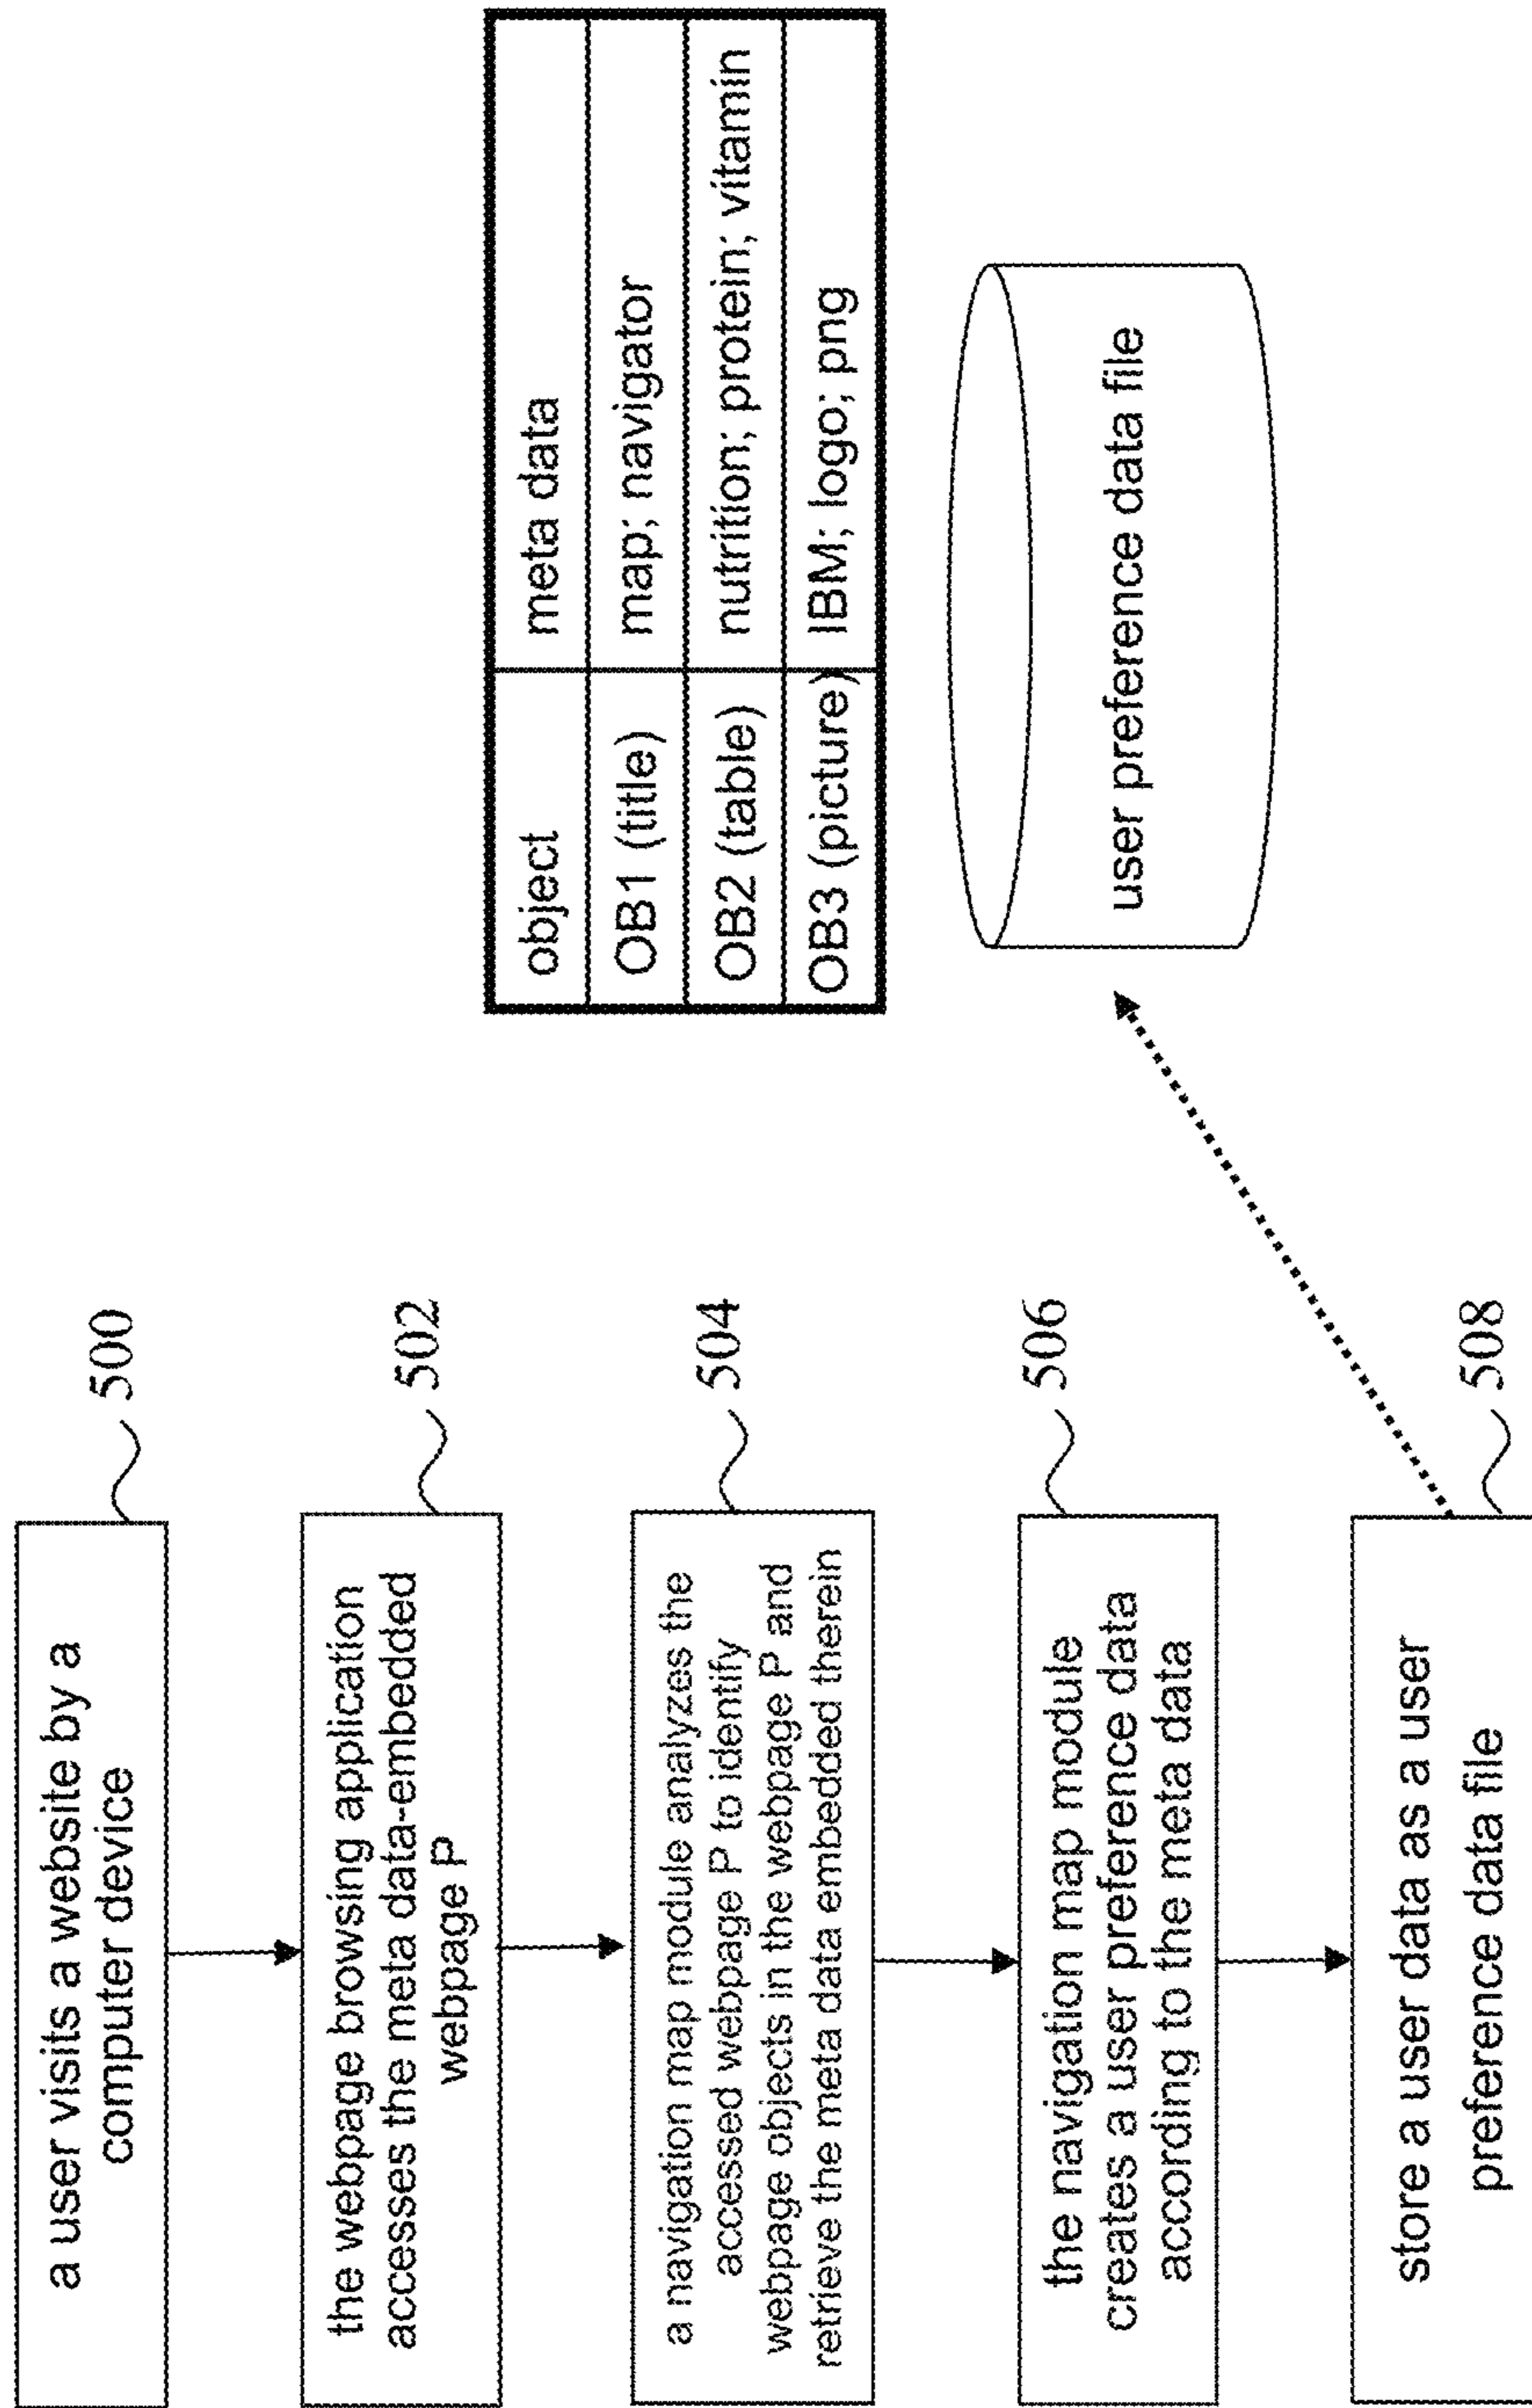 a user visits a website by a
computer device
500
the webpage browsing application
accesses the meta data-embedded
webpage P
502
a navigation map module analyzes the
accessed webpage P to identify
webpage objects in the webpage P and
retrieve the meta data embedded therein
504
the navigation map module
creates a user preference data
according to the meta data
506
store a user data as a user
preference data file
508
object meta data
OB1 (title) map; navigator
OB2 (table) nutrition; protein; vitamin
OB3 (picture) IBM; logo; png
user preference data file